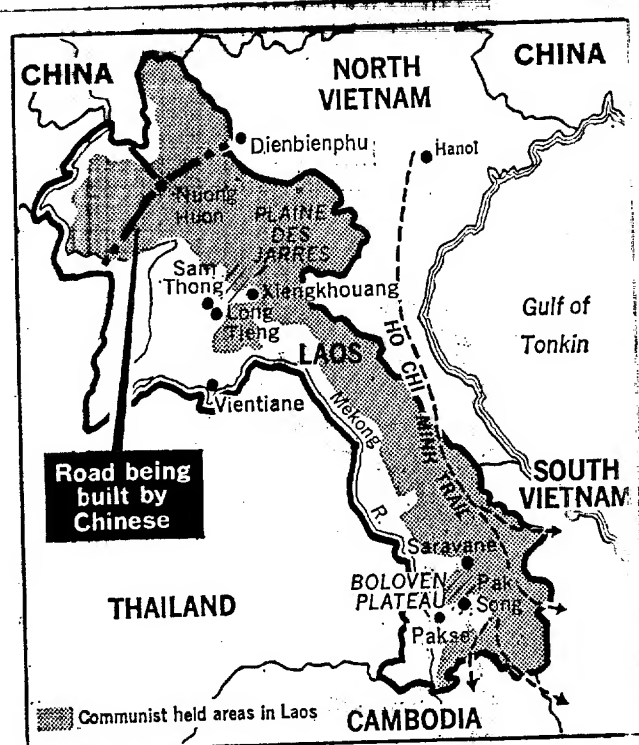 CHINA
NORTH
VIETNAM
CHINA
Dienbienphu
Hanoi
Nuong
Huon
PLAINE
DES
JARRES
Sam
Thong
Xiengkhouang
Long
Tieng
Gulf of
Tonkin
LAOS
HO CHI MINH TRAIL
Vientiane
Mekong
R.
Road being
built by
Chinese
SOUTH
VIETNAM
Saravane
BOLOVEN
PLATEAU
Pak
Song
Pakse
THAILAND
Communist held areas in Laos
CAMBODIA